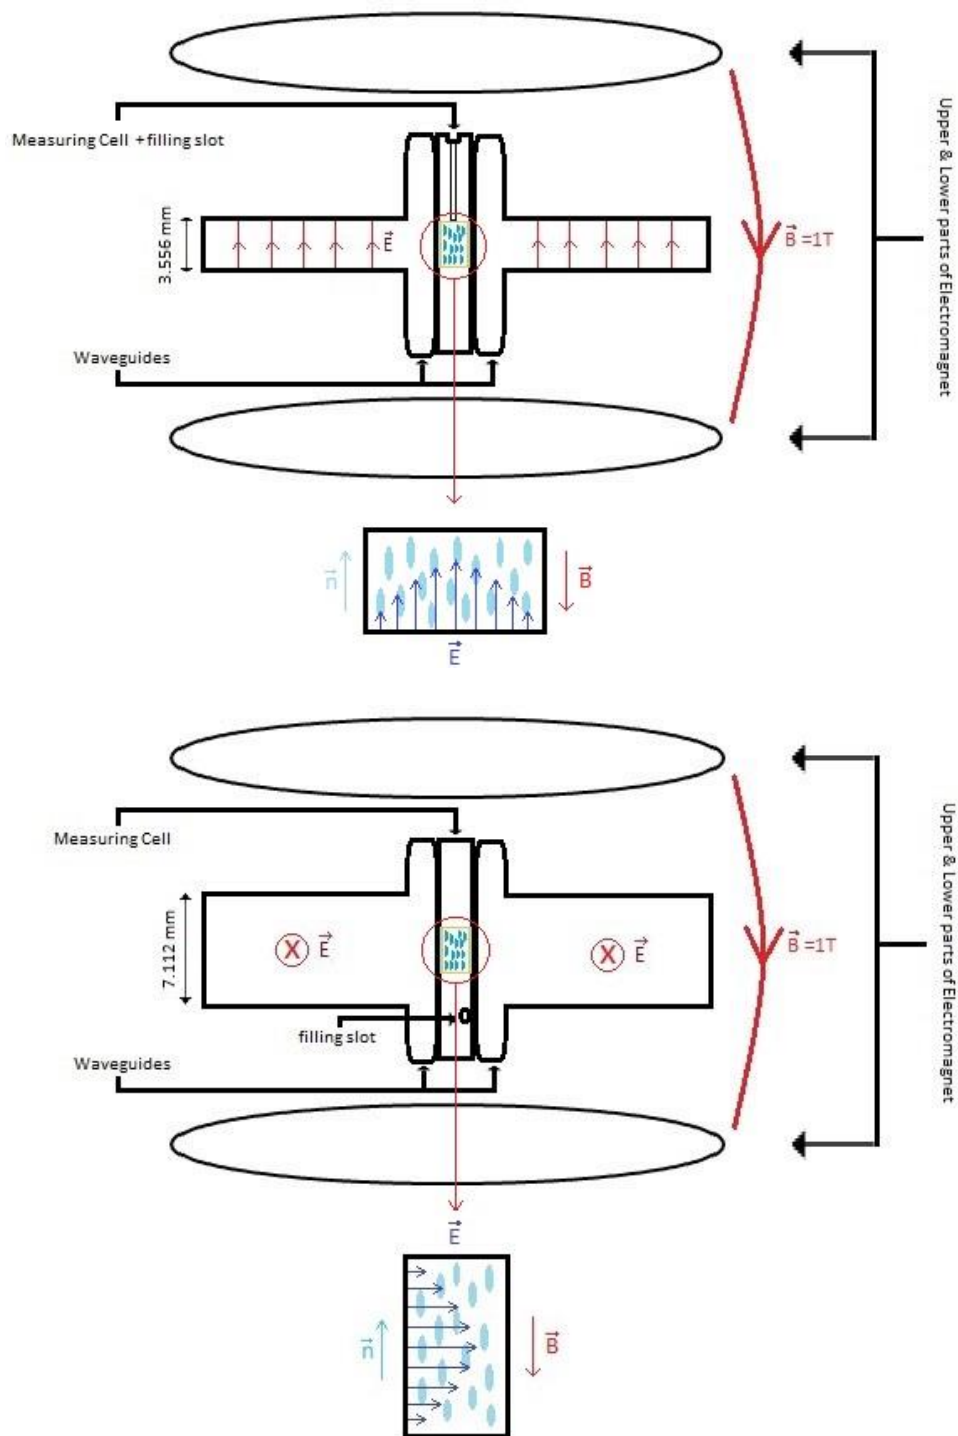 Measuring Cell +filling slot
3.556 mm
E
B =1T
Upper & Lower parts of Electromagnet
Waveguides
n
B
E
Measuring Cell
7.112 mm
X E
X E
B =1T
Upper & Lower parts of Electromagnet
filling slot
Waveguides
E
n
B